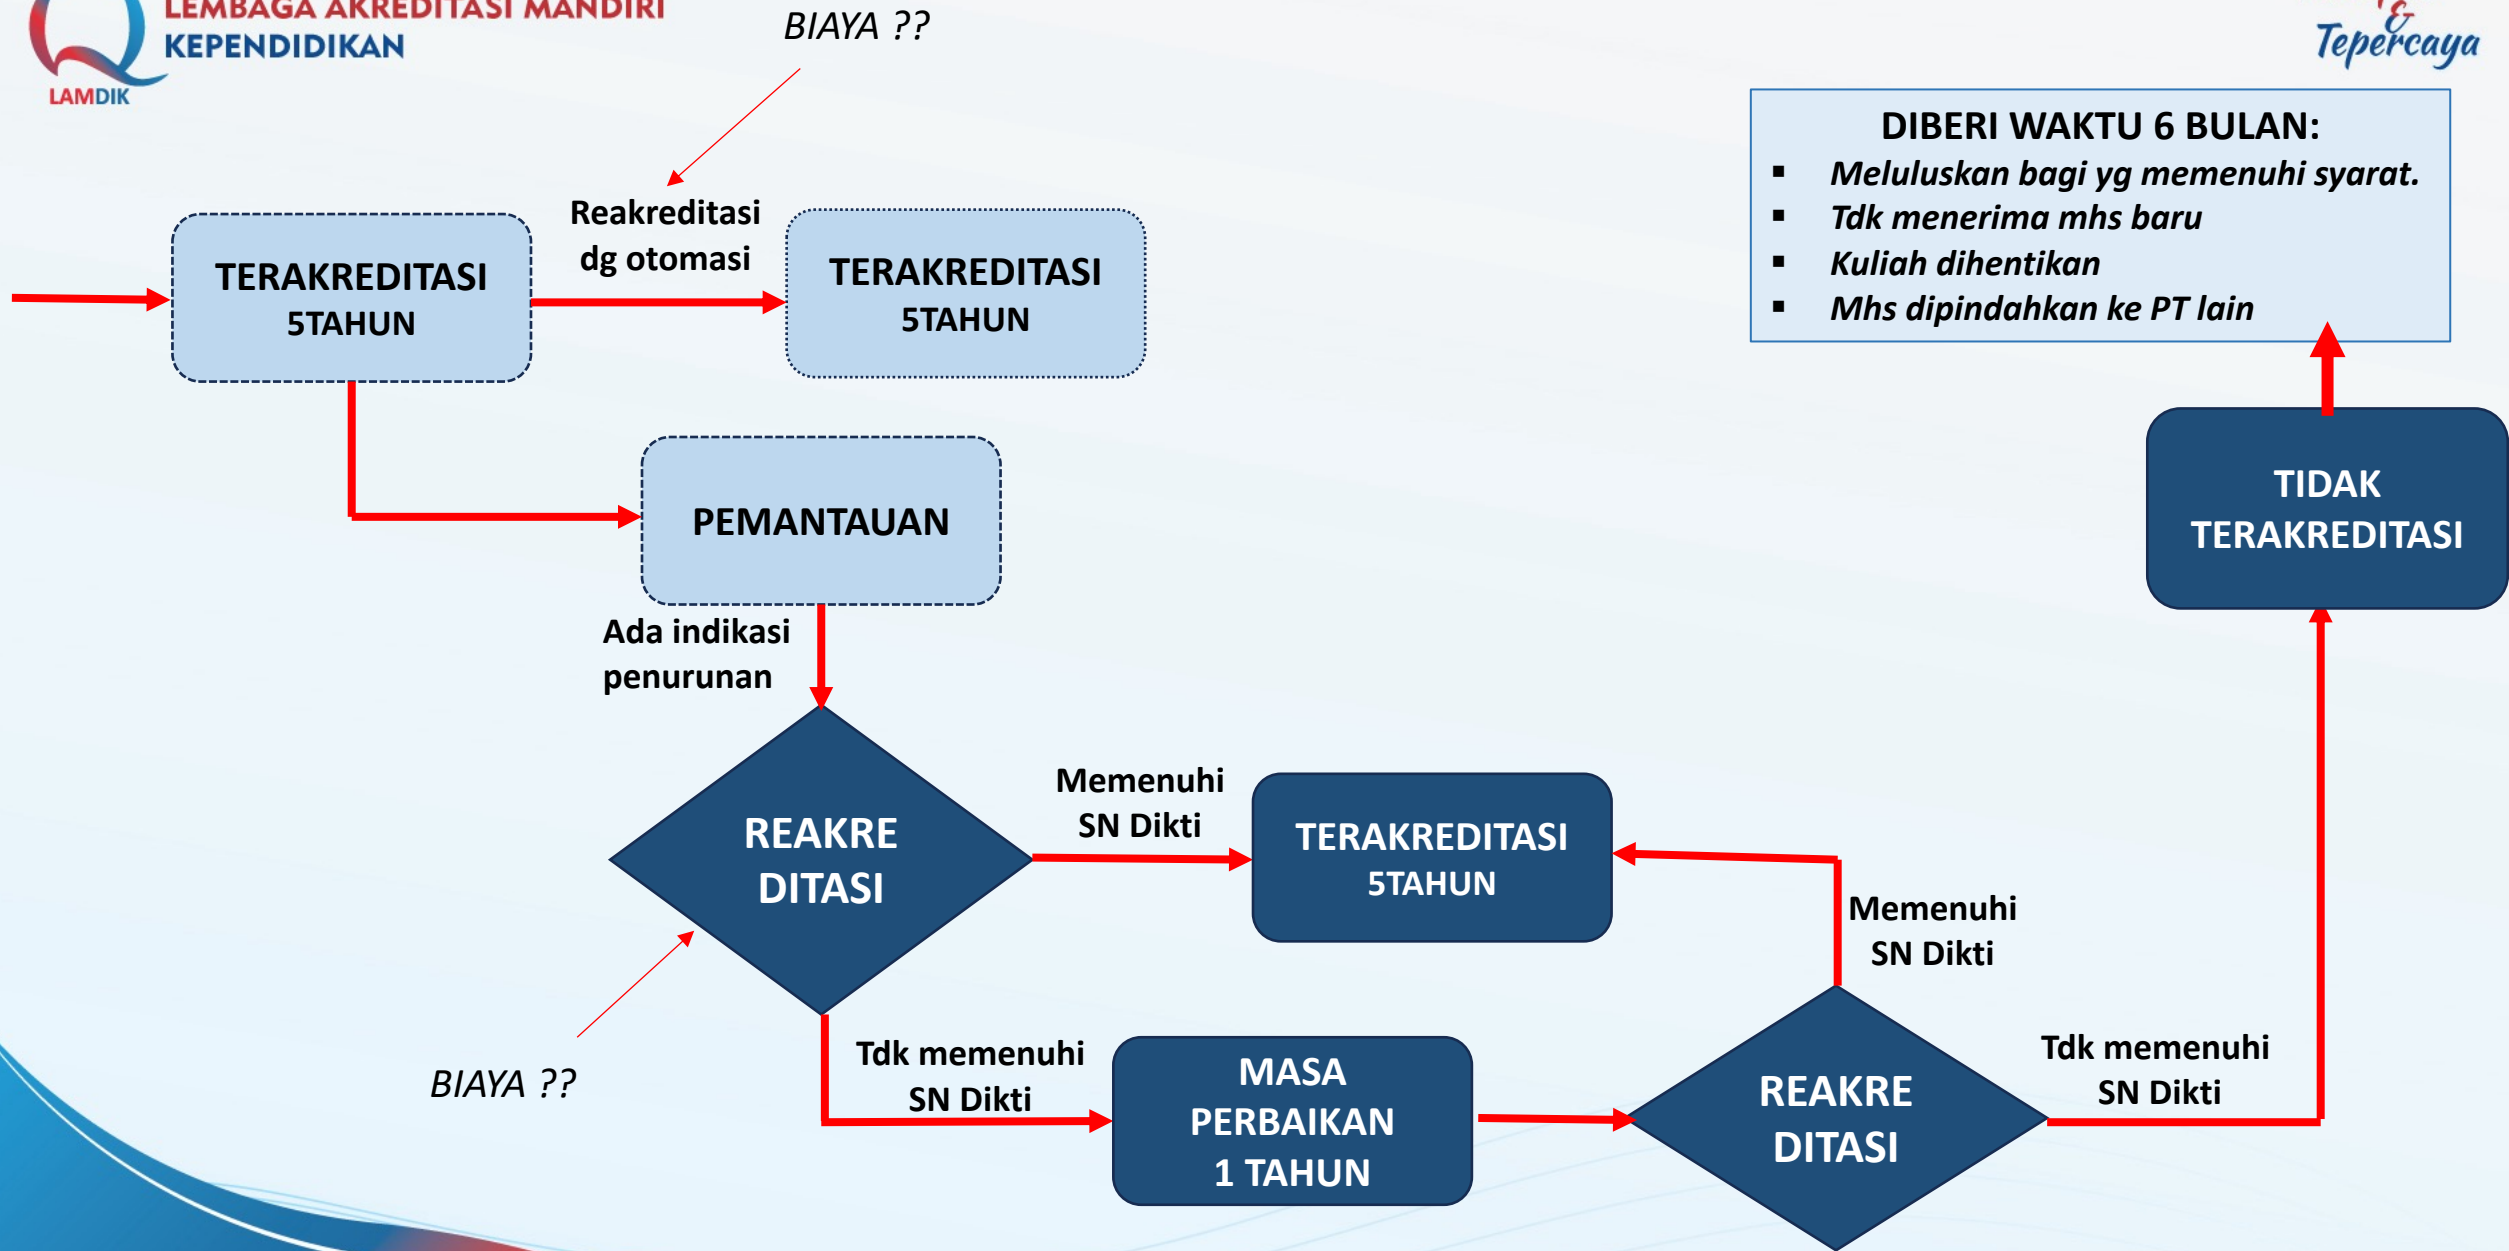 LEMBAGA AKREDITASI MANDIRI
KEPENDIDIKAN
LAMDIK
BIAYA ??
&
Tepercaya
DIBERI WAKTU 6 BULAN:
▪ Meluluskan bagi yg memenuhi syarat.
▪ Tdk menerima mhs baru
▪ Kuliah dihentikan
▪ Mhs dipindahkan ke PT lain
TERAKREDITASI
5TAHUN
Reakreditasi
dg otomasi
TERAKREDITASI
5TAHUN
PEMANTAUAN
TIDAK
TERAKREDITASI
Ada indikasi
penurunan
REAKRE
DITASI
Memenuhi
SN Dikti
TERAKREDITASI
5TAHUN
Memenuhi
SN Dikti
BIAYA ??
Tdk memenuhi
SN Dikti
MASA
PERBAIKAN
1 TAHUN
REAKRE
DITASI
Tdk memenuhi
SN Dikti